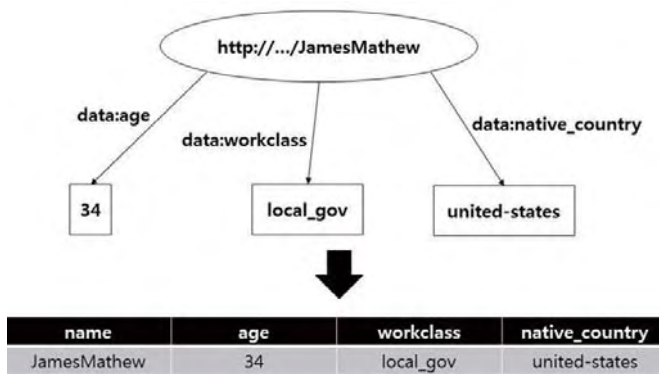 http://.../JamesMathew
data:age
data:workclass
data:native_country
34
local_gov
united-states
name age workclass native_country
JamesMathew 34 local_gov united-states